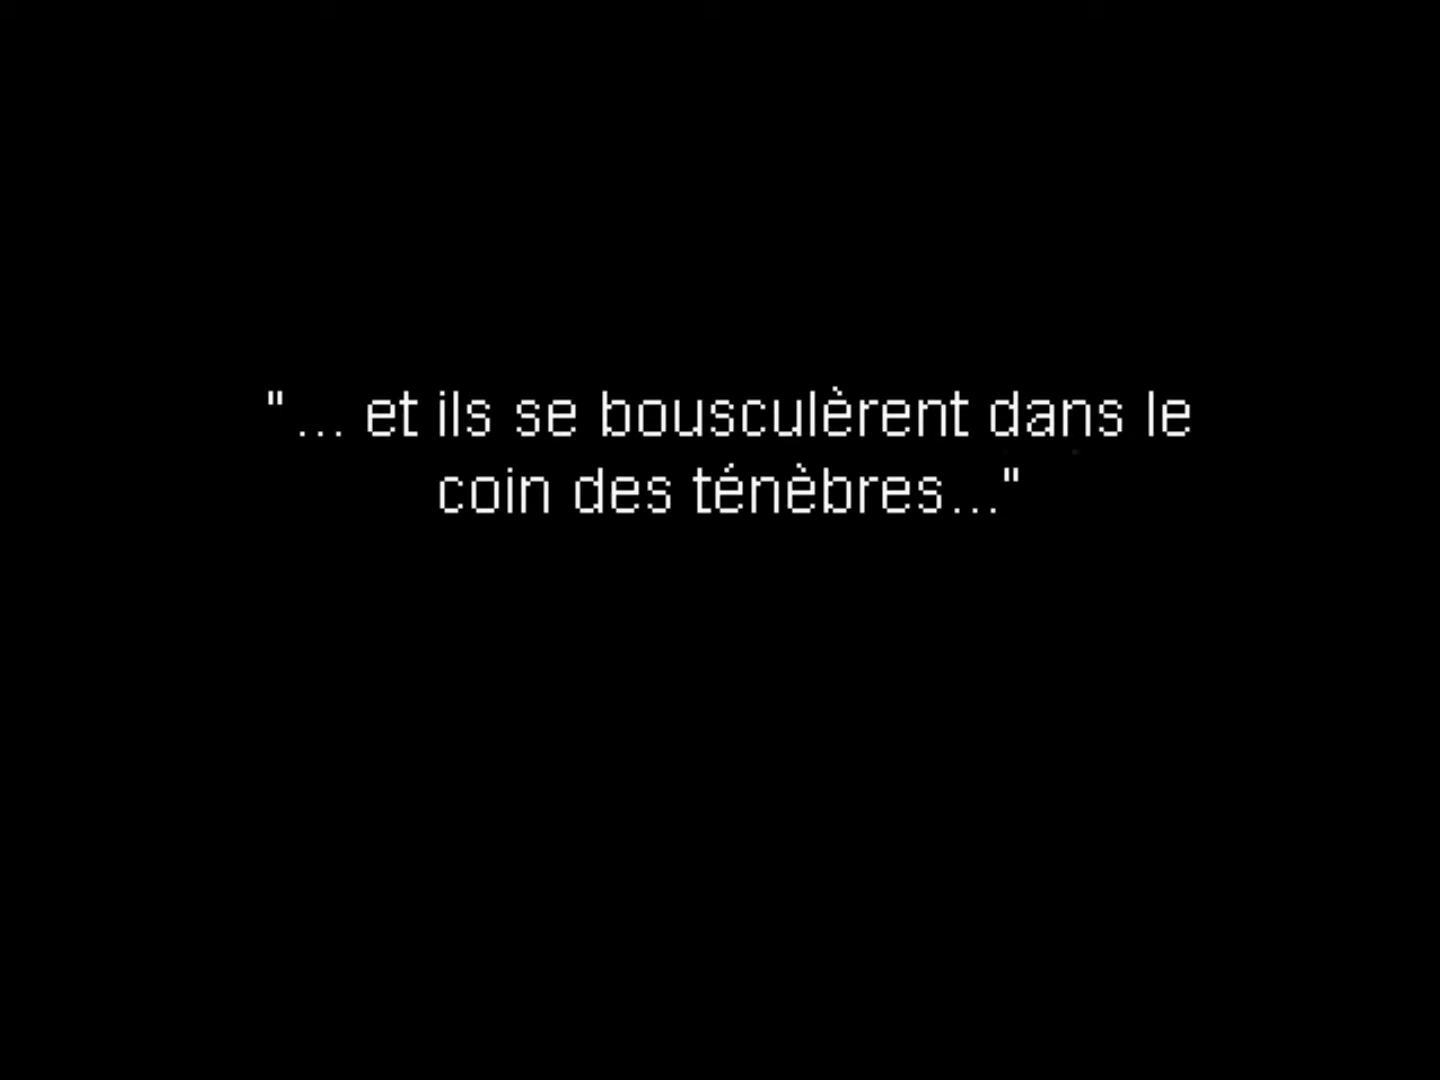 "... et ils se bousculèrent dans le
coin des ténèbres..."